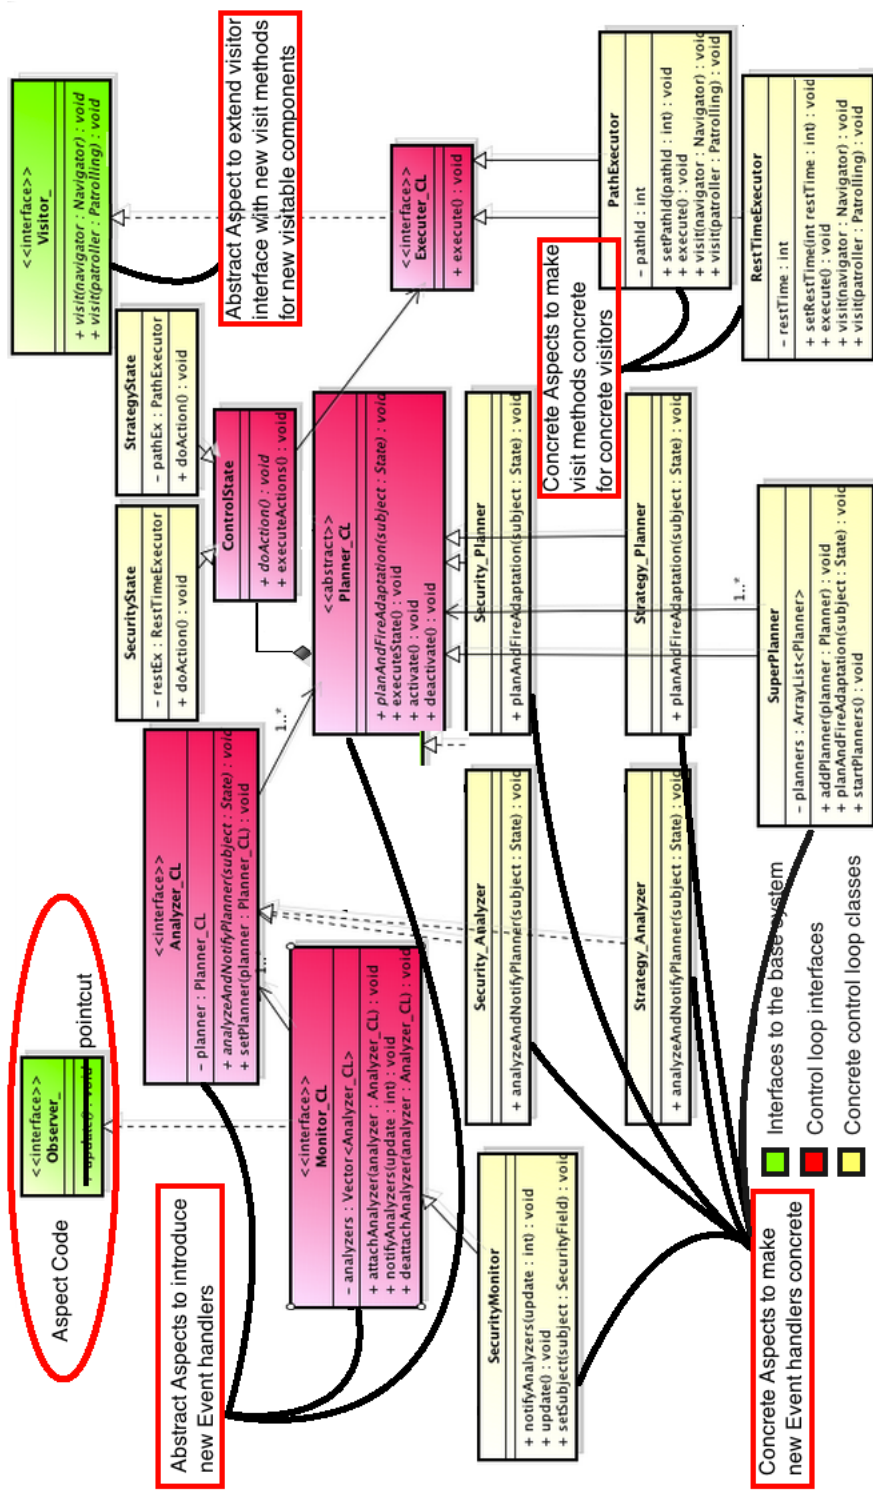 Aspect Code
<<interface>>
Observer_
pointcut
Abstract Aspects to introduce
new Event handlers
<<interface>>
Analyzer_CL
- planner : Planner_CL
+ analyzeAndNotifyPlanner(subject : State) : void
+ setPlanner(planner : Planner_CL) : void
1..*
1..*
<<interface>>
Monitor_CL
- analyzers : Vector<Analyzer_CL>
+ attachAnalyzer(analyzer : Analyzer_CL) : void
+ notifyAnalyzers(update : int) : void
+ deattachAnalyzer(analyzer : Analyzer_CL) : void
SecurityMonitor
+ notifyAnalyzers(update : int) : void
+ update() : void
+ setSubject(subject : SecurityField) : void
Security_Analyzer
+ analyzeAndNotifyPlanner(subject : State) : void
Strategy_Analyzer
+ analyzeAndNotifyPlanner(subject : State) : void
Concrete Aspects to make
new Event handlers concrete
Interfaces to the base system
Control loop interfaces
Concrete control loop classes
SecurityState
- restEx : RestTimeExecutor
+ doAction() : void
StrategyState
- pathEx : PathExecutor
+ doAction() : void
ControlState
+ doAction() : void
+ executeActions() : void
<<abstract>>
Planner_CL
+ planAndFireAdaptation(subject : State) : void
+ executeState() : void
+ activate() : void
+ deactivate() : void
Security_Planner
+ planAndFireAdaptation(subject : State) : void
Strategy_Planner
+ planAndFireAdaptation(subject : State) : void
1..*
SuperPlanner
- planners : ArrayList<Planner>
+ addPlanner(planner : Planner) : void
+ planAndFireAdaptation(subject : State) : void
+ startPlanners() : void
<<interface>>
Visitor_
+ visit(navigator : Navigator) : void
+ visit(patroller : Patrolling) : void
Abstract Aspect to extend visitor
interface with new visit methods
for new visitable components
<<interface>>
Executer_CL
+ execute() : void
Concrete Aspects to make
visit methods concrete
for concrete visitors
PathExecutor
- pathId : int
+ setPathId(pathId : int) : void
+ execute() : void
+ visit(navigator : Navigator) : void
+ visit(patroller : Patrolling) : void
RestTimeExecutor
- restTime : int
+ setRestTime(int restTime : int) : void
+ execute() : void
+ visit(navigator : Navigator) : void
+ visit(patroller : Patrolling) : void